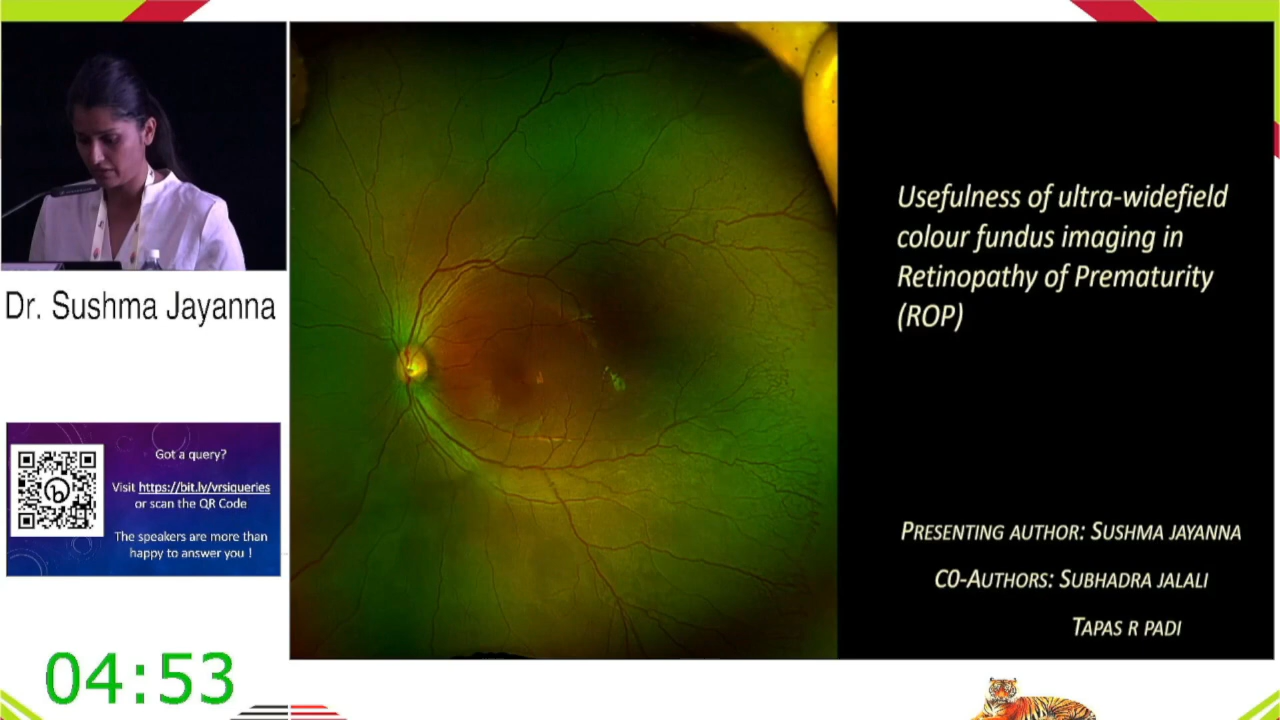 Dr. Sushma Jayanna
Got a query?
Visit https://bit.ly/vrsiqueries
or scan the QR Code
The speakers are more than
happy to answer you !
04:53
Usefulness of ultra-widefield
colour fundus imaging in
Retinopathy of Prematurity
(ROP)
PRESENTING AUTHOR: SUSHMA JAYANNA
CO-AUTHORS: SUBHADRA JALALI
TAPAS R PADI